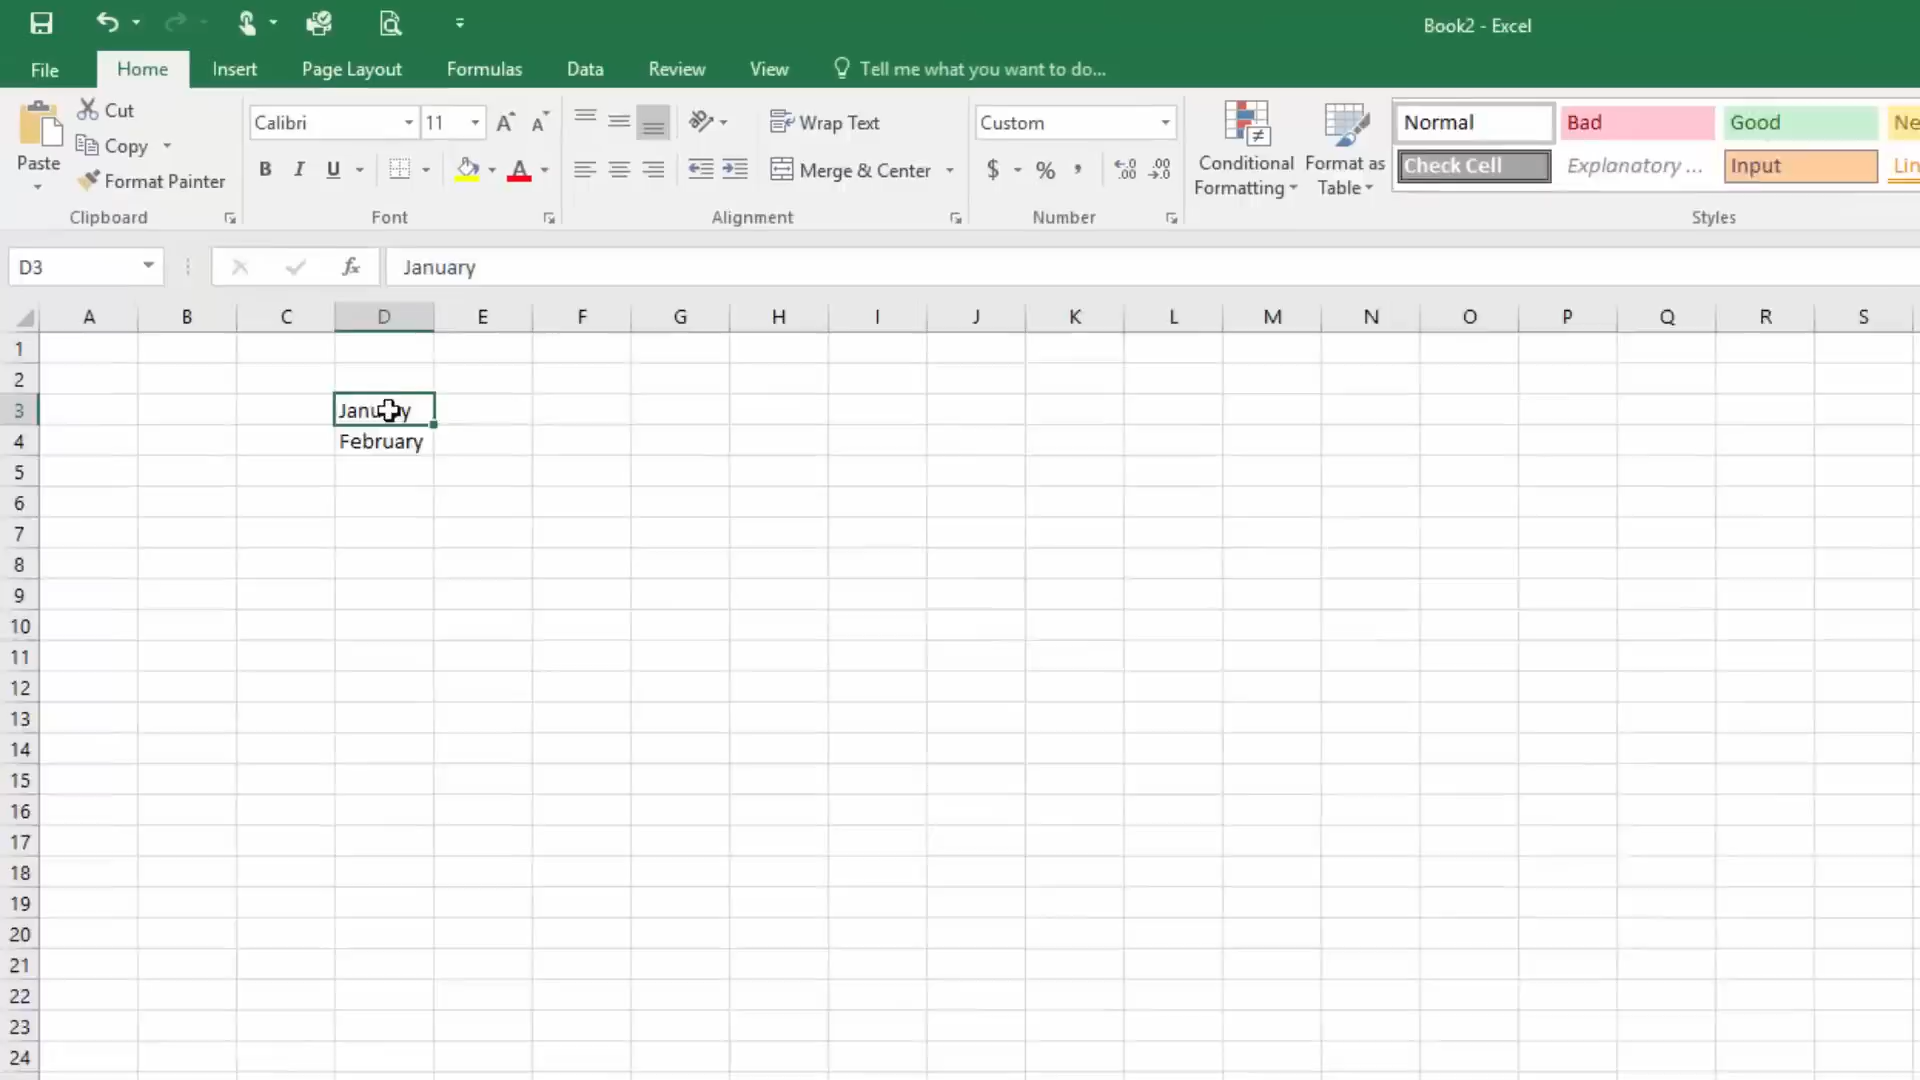 Book2 - Excel
File Home Insert Page Layout Formulas Data Review View Tell me what you want to do...
Paste
Cut
Copy
Format Painter
Clipboard
Calibri 11
B I U A
Font
Wrap Text
Merge & Center
Alignment
Custom
$ % ,
Number
Conditional Formatting
Format as Table
Normal Bad Good Ne
Check Cell Explanatory ... Input Lin
Styles
D3 fx January
A B C D E F G H I J K L M N O P Q R S
1
2
3 January
4 February
5
6
7
8
9
10
11
12
13
14
15
16
17
18
19
20
21
22
23
24